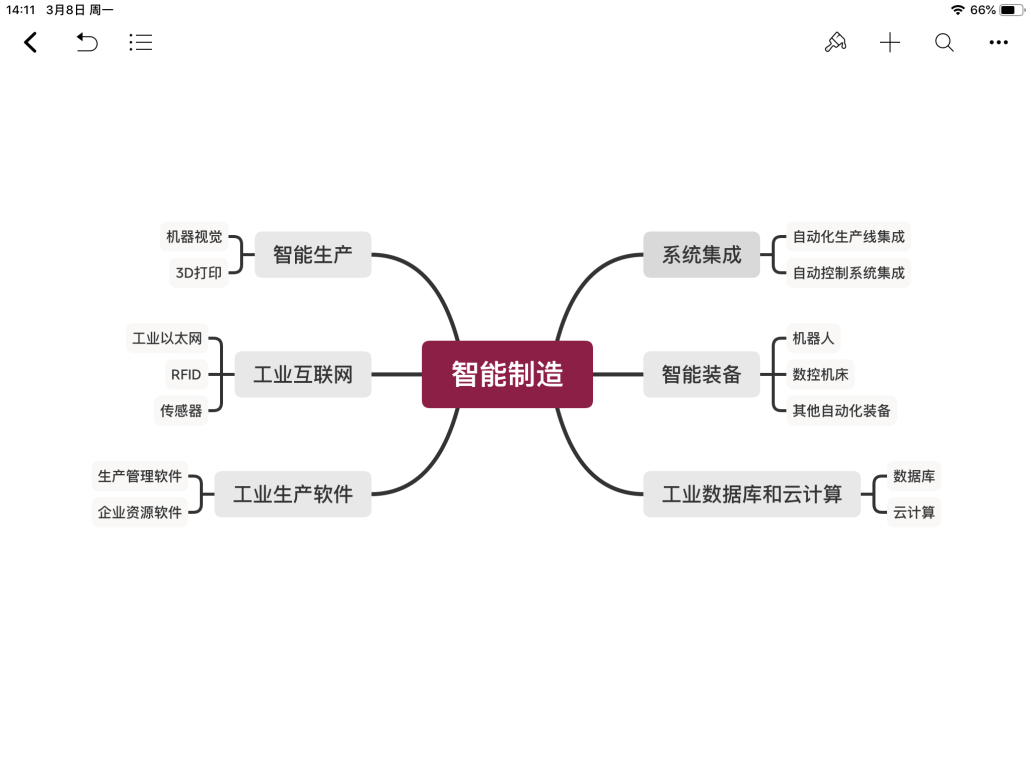 14:11 3月8日 周一
66%
智能制造
智能生产
机器视觉
3D打印
工业互联网
工业以太网
RFID
传感器
工业生产软件
生产管理软件
企业资源软件
系统集成
自动化生产线集成
自动控制系统集成
智能装备
机器人
数控机床
其他自动化装备
工业数据库和云计算
数据库
云计算